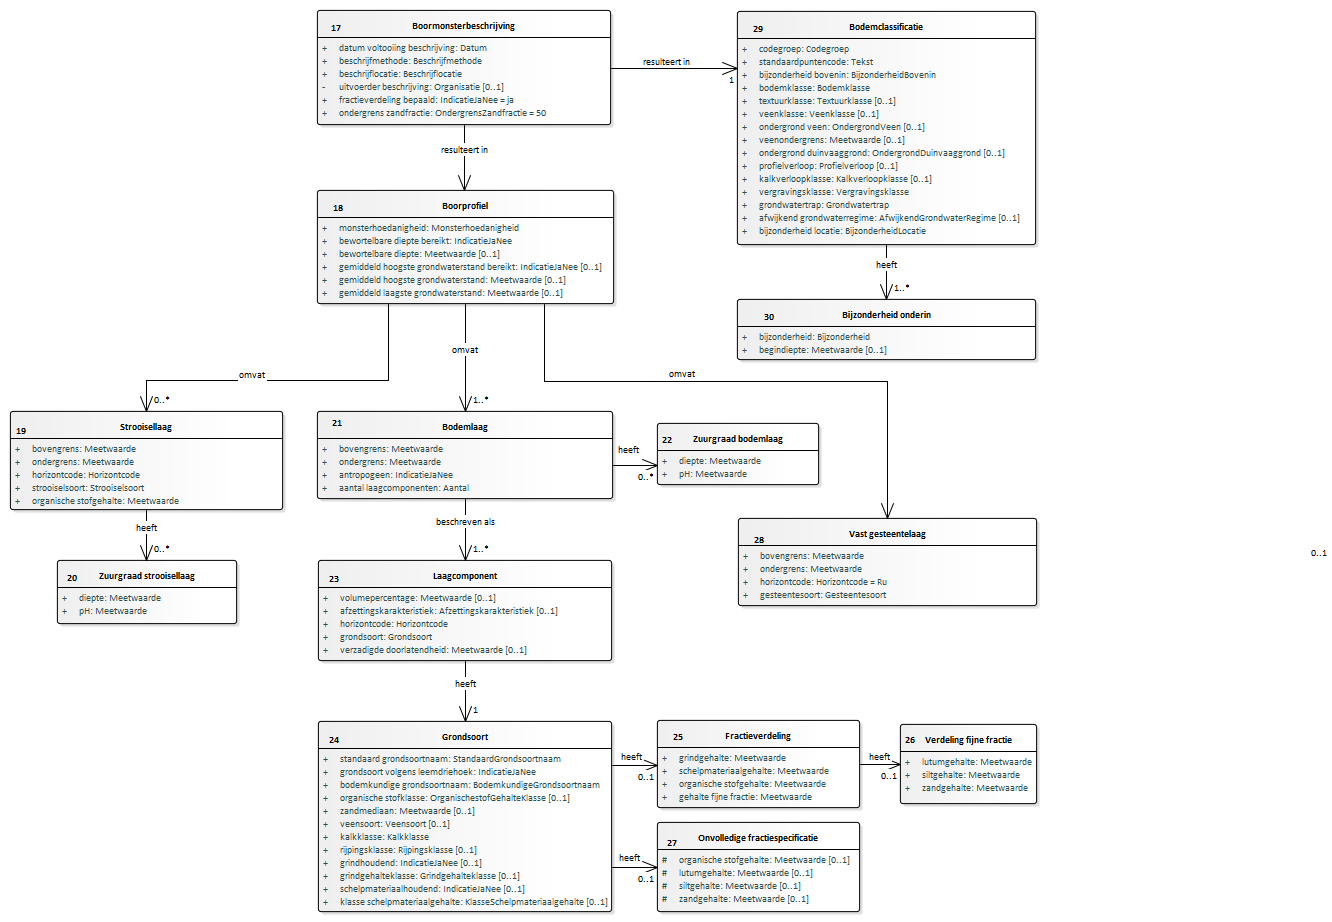 17 Boormonsterbeschrijving
+ datum voltooiing beschrijving: Datum
+ beschrijfmethode: Beschrijfmethode
+ beschrijflocatie: Beschrijflocatie
- uitvoerder beschrijving: Organisatie [0..1]
+ fractieverdeling bepaald: IndicatieJaNee = ja
+ ondergrens zandfractie: OndergrensZandfractie = 50
resulteert in
1
29 Bodemclassificatie
+ codegroep: Codegroep
+ standaardpuntencode: Tekst
+ bijzonderheid bovenin: BijzonderheidBovenin
+ bodemklasse: Bodemklasse
+ textuurklasse: Textuurklasse [0..1]
+ veenklasse: Veenklasse [0..1]
+ ondergrond veen: OndergrondVeen [0..1]
+ veenondergrens: Meetwaarde [0..1]
+ ondergrond duinvaaggrond: OndergrondDuinvaaggrond [0..1]
+ profielverloop: Profielverloop [0..1]
+ kalkverloopklasse: Kalkverloopklasse [0..1]
+ vergravingsklasse: Vergravingsklasse
+ grondwatertrap: Grondwatertrap
+ afwijkend grondwaterregime: AfwijkendGrondwaterRegime [0..1]
+ bijzonderheid locatie: BijzonderheidLocatie
resulteert in
18 Boorprofiel
+ monsterhoedanigheid: Monsterhoedanigheid
+ bewortelbare diepte bereikt: IndicatieJaNee
+ bewortelbare diepte: Meetwaarde [0..1]
+ gemiddeld hoogste grondwaterstand bereikt: IndicatieJaNee [0..1]
+ gemiddeld hoogste grondwaterstand: Meetwaarde [0..1]
+ gemiddeld laagste grondwaterstand: Meetwaarde [0..1]
heeft
1..*
30 Bijzonderheid onderin
+ bijzonderheid: Bijzonderheid
+ begindiepte: Meetwaarde [0..1]
omvat
0..*
omvat
1..*
omvat
19 Strooisellaag
+ bovengrens: Meetwaarde
+ ondergrens: Meetwaarde
+ horizontcode: Horizontcode
+ strooiselsoort: Strooiselsoort
+ organische stofgehalte: Meetwaarde
21 Bodemlaag
+ bovengrens: Meetwaarde
+ ondergrens: Meetwaarde
+ antropogeen: IndicatieJaNee
+ aantal laagcomponenten: Aantal
heeft
0..*
22 Zuurgraad bodemlaag
+ diepte: Meetwaarde
+ pH: Meetwaarde
heeft
0..*
20 Zuurgraad strooisellaag
+ diepte: Meetwaarde
+ pH: Meetwaarde
beschreven als
1..*
23 Laagcomponent
+ volumepercentage: Meetwaarde [0..1]
+ afzettingskarakteristiek: Afzettingskarakteristiek [0..1]
+ horizontcode: Horizontcode
+ grondsoort: Grondsoort
+ verzadigde doorlatendheid: Meetwaarde [0..1]
28 Vast gesteentelaag
+ bovengrens: Meetwaarde
+ ondergrens: Meetwaarde
+ horizontcode: Horizontcode = Ru
+ gesteentesoort: Gesteentesoort
0..1
heeft
1
24 Grondsoort
+ standaard grondsoortnaam: StandaardGrondsoortnaam
+ grondsoort volgens leemdriehoek: IndicatieJaNee
+ bodemkundige grondsoortnaam: BodemkundigeGrondsoortnaam
+ organische stofklasse: OrganischestofGehalteKlasse [0..1]
+ zandmediaan: Meetwaarde [0..1]
+ veensoort: Veensoort [0..1]
+ kalkklasse: Kalkklasse
+ rijpingsklasse: Rijpingsklasse [0..1]
+ grindhoudend: IndicatieJaNee [0..1]
+ grindgehalteklasse: Grindgehalteklasse [0..1]
+ schelpmateriaalhoudend: IndicatieJaNee [0..1]
+ klasse schelpmateriaalgehalte: KlasseSchelpmateriaalgehalte [0..1]
heeft
0..1
25 Fractieverdeling
+ grindgehalte: Meetwaarde
+ schelpmateriaalgehalte: Meetwaarde
+ organische stofgehalte: Meetwaarde
+ gehalte fijne fractie: Meetwaarde
heeft
0..1
26 Verdeling fijne fractie
+ lutumgehalte: Meetwaarde
+ siltgehalte: Meetwaarde
+ zandgehalte: Meetwaarde
heeft
0..1
27 Onvolledige fractiespecificatie
# organische stofgehalte: Meetwaarde [0..1]
# lutumgehalte: Meetwaarde [0..1]
# siltgehalte: Meetwaarde [0..1]
# zandgehalte: Meetwaarde [0..1]